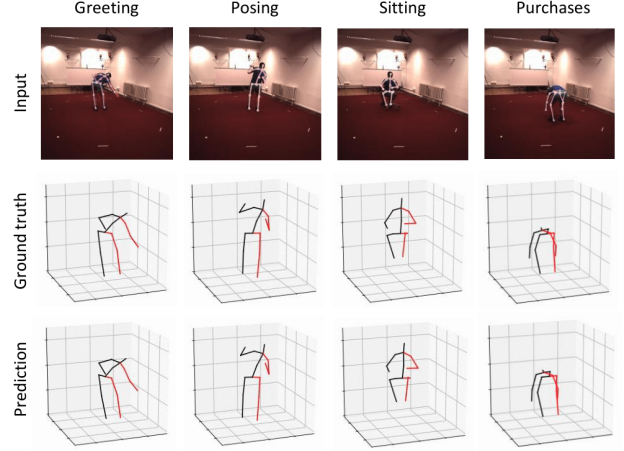 Greeting Posing Sitting Purchases
Input
Ground truth
Prediction